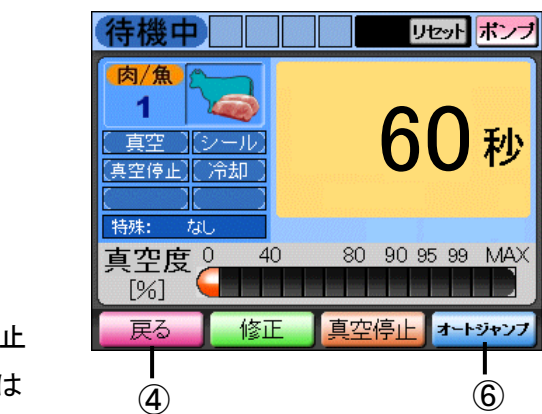 待機中 リセット ポンプ
肉/魚
1
60秒
真空 シール
真空停止 冷却
特殊: なし
真空度 0 40 80 90 95 99 MAX
[%]
戻る 修正 真空停止 オートジャンプ
止
は
④ ⑥